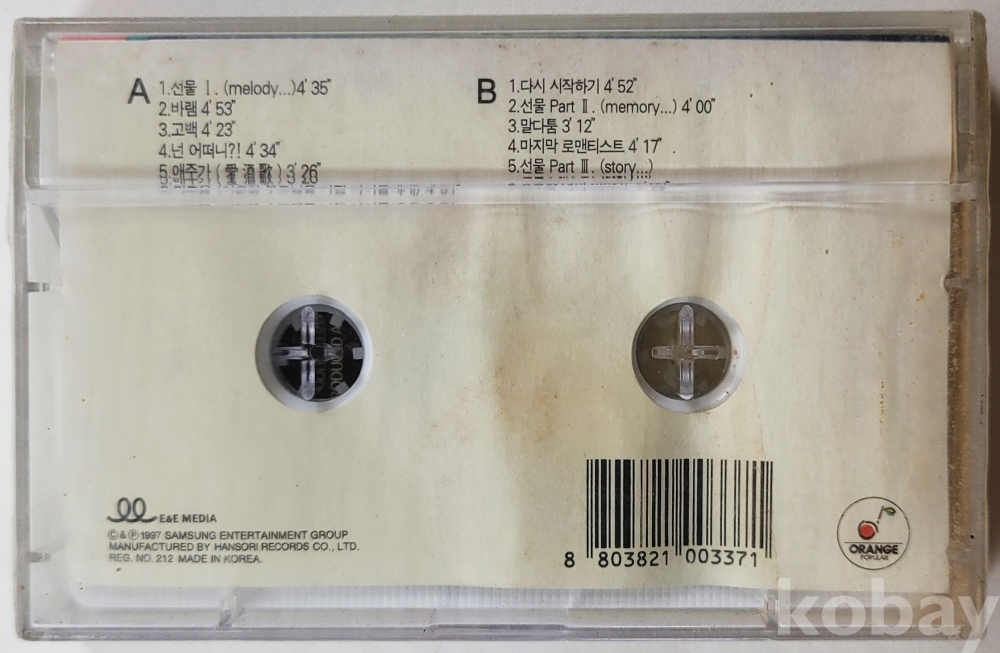 A
1.선물 Ⅰ. (melody...)4' 35"
2.바램 4' 53"
3.고백 4' 23"
4.넌 어떠니?! 4' 34"
5.애주가 ( 愛 酒 歌 ) 3' 26"
B
1.다시 시작하기 4' 52"
2.선물 Part Ⅱ. (memory...) 4' 00"
3.말다툼 3' 12"
4.마지막 로맨티스트 4' 17"
5.선물 Part Ⅲ. (story...)
E&E MEDIA
©&℗ 1997 SAMSUNG ENTERTAINMENT GROUP
MANUFACTURED BY HANSORI RECORDS CO., LTD.
REG. NO. 212 MADE IN KOREA.
8 803821 003371
ORANGE
POPULAR
kobay